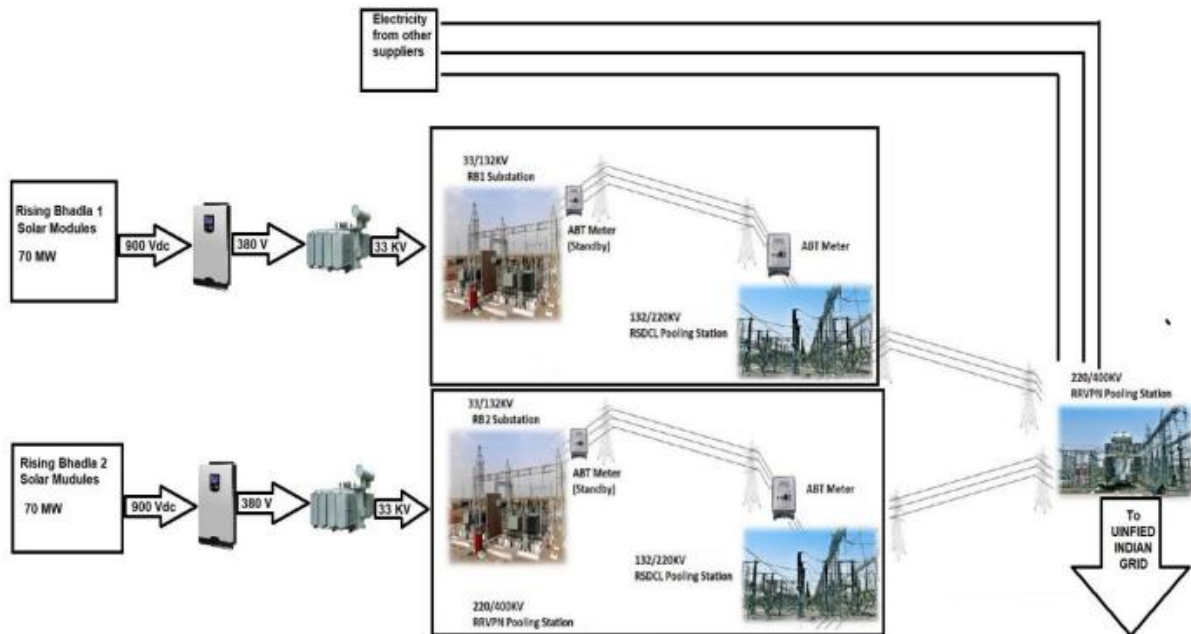 Electricity
from other
suppliers
33/132KV
RB1 Substation
Rising Bhadla 1
Solar Modules
70 MW
900 Vdc
380 V
33 KV
ABT Meter
(Standby)
ABT Meter
132/220KV
RSDCL Pooling Station
220/400KV
RRVPN Pooling Station
33/132KV
RB2 Substation
Rising Bhadla 2
Solar Mudules
70 MW
900 Vdc
380 V
33 KV
ABT Meter
(Standby)
ABT Meter
132/220KV
RSDCL Pooling Station
220/400KV
RRVPN Pooling Station
To
UINFIED
INDIAN
GRID